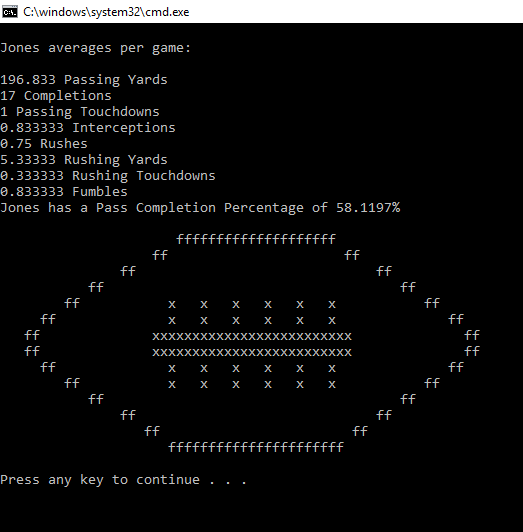 C:\windows\system32\cmd.exe
Jones averages per game:
196.833 Passing Yards
17 Completions
1 Passing Touchdowns
0.833333 Interceptions
0.75 Rushes
5.33333 Rushing Yards
0.333333 Rushing Touchdowns
0.833333 Fumbles
Jones has a Pass Completion Percentage of 58.1197%
                      ffffffffffffffffffff
                   ff                      ff
               ff                              ff
           ff                                     ff
        ff           x   x   x   x   x   x           ff
     ff              x   x   x   x   x   x              ff
   ff              xxxxxxxxxxxxxxxxxxxxxxxxx              ff
   ff              xxxxxxxxxxxxxxxxxxxxxxxxx              ff
     ff              x   x   x   x   x   x              ff
        ff           x   x   x   x   x   x           ff
           ff                                     ff
               ff                              ff
                  ff                        ff
                     ffffffffffffffffffffff
Press any key to continue . . .